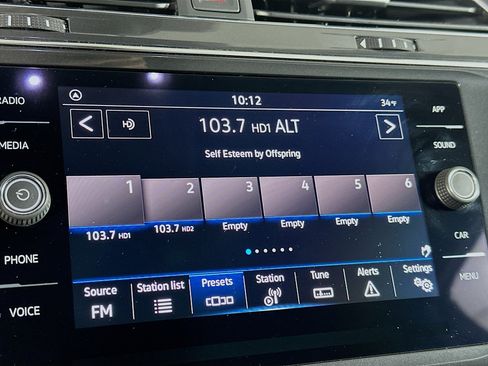 RADIO
MEDIA
PHONE
VOICE
10:12
34°F
103.7 HD1 ALT
Self Esteem by Offspring
1
2
3
4
5
6
103.7 HD1
103.7 HD2
Empty
Empty
Empty
Empty
Source
FM
Station list
Presets
Station
Tune
Alerts
Settings
APP
SOUND
CAR
MENU